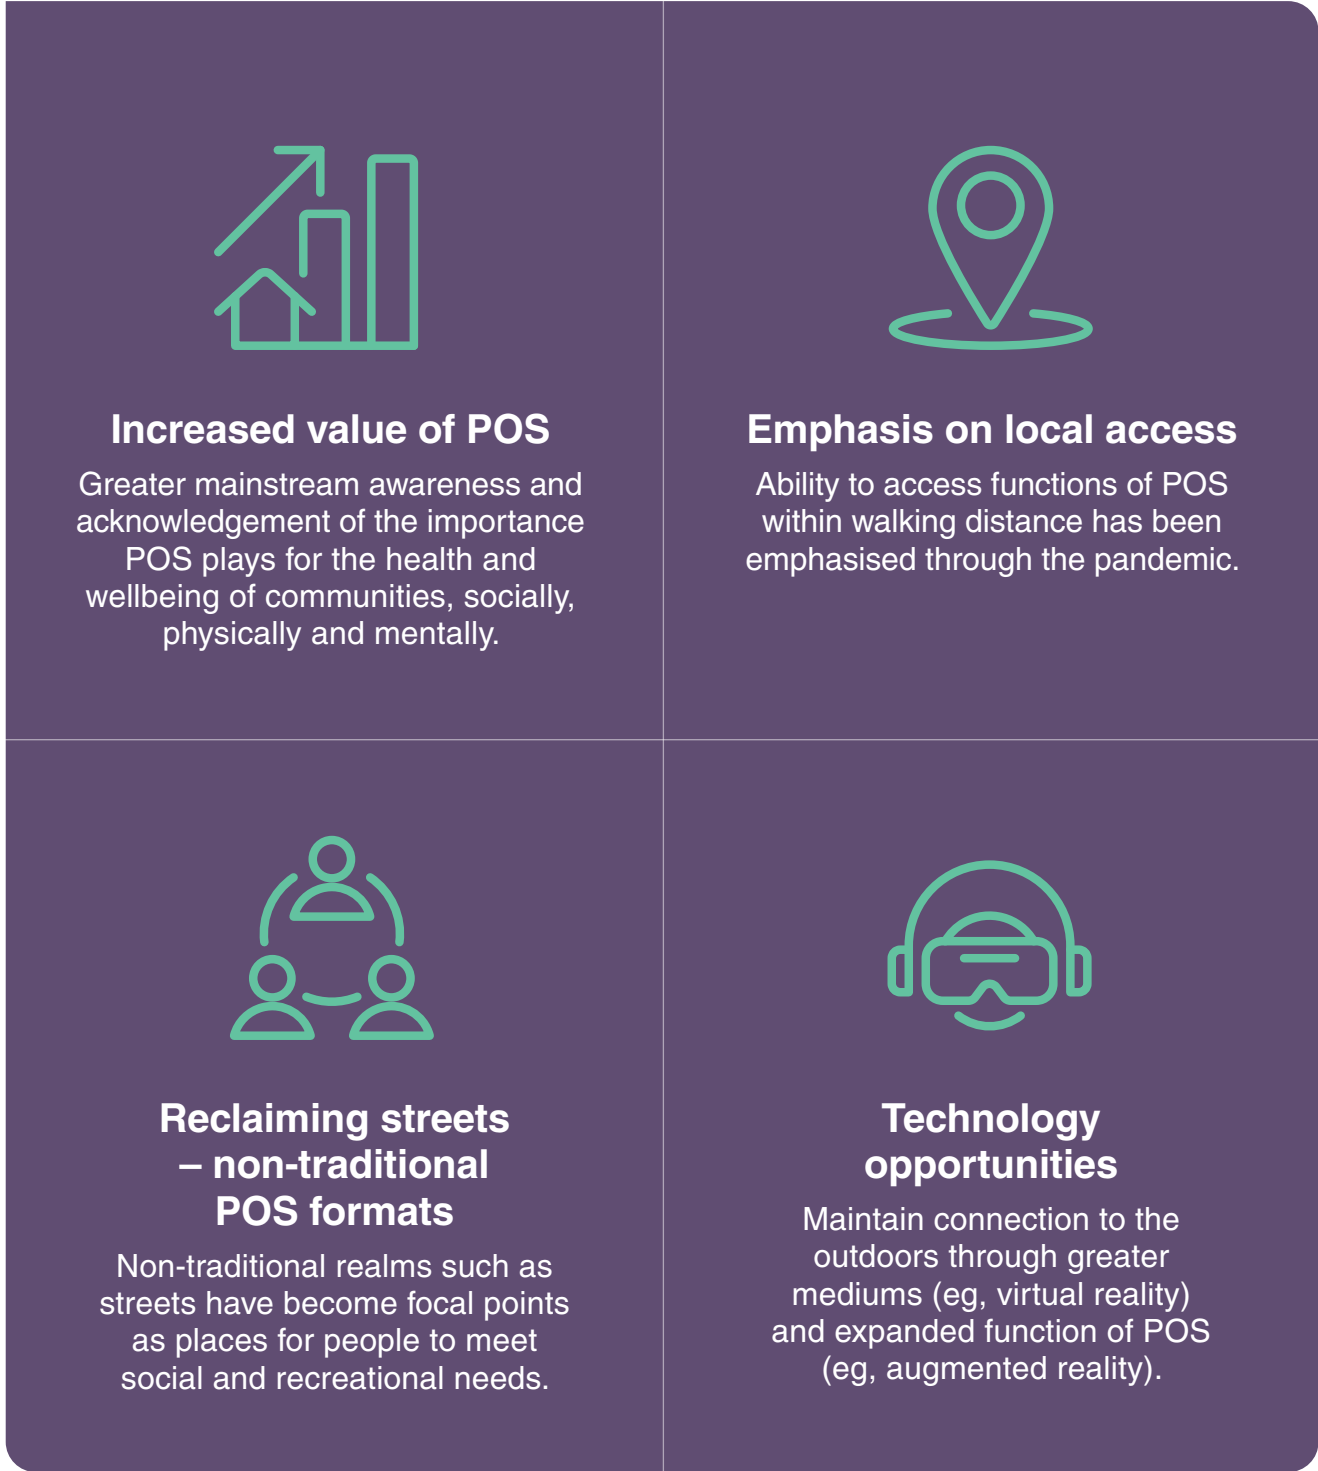 Increased value of POS
Greater mainstream awareness and
acknowledgement of the importance
POS plays for the health and
wellbeing of communities, socially,
physically and mentally.
Emphasis on local access
Ability to access functions of POS
within walking distance has been
emphasised through the pandemic.
Reclaiming streets
– non-traditional
POS formats
Non-traditional realms such as
streets have become focal points
as places for people to meet
social and recreational needs.
Technology
opportunities
Maintain connection to the
outdoors through greater
mediums (eg, virtual reality)
and expanded function of POS
(eg, augmented reality).